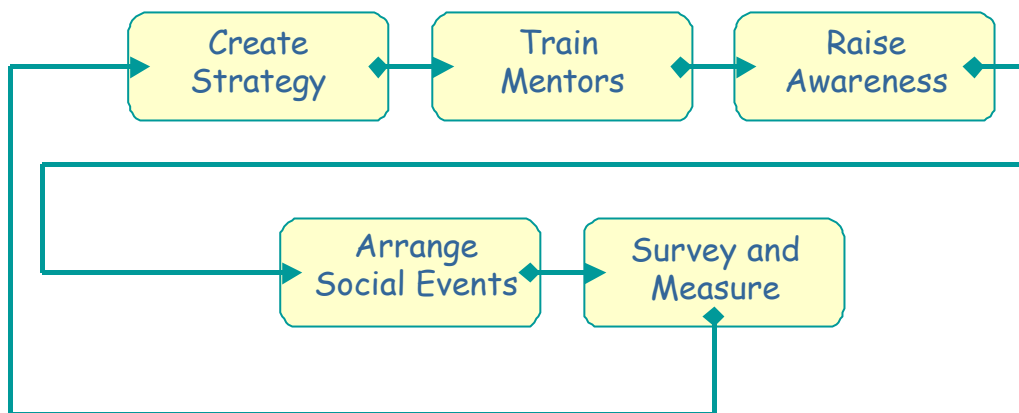 Create
Strategy
Train
Mentors
Raise
Awareness
Arrange
Social Events
Survey and
Measure